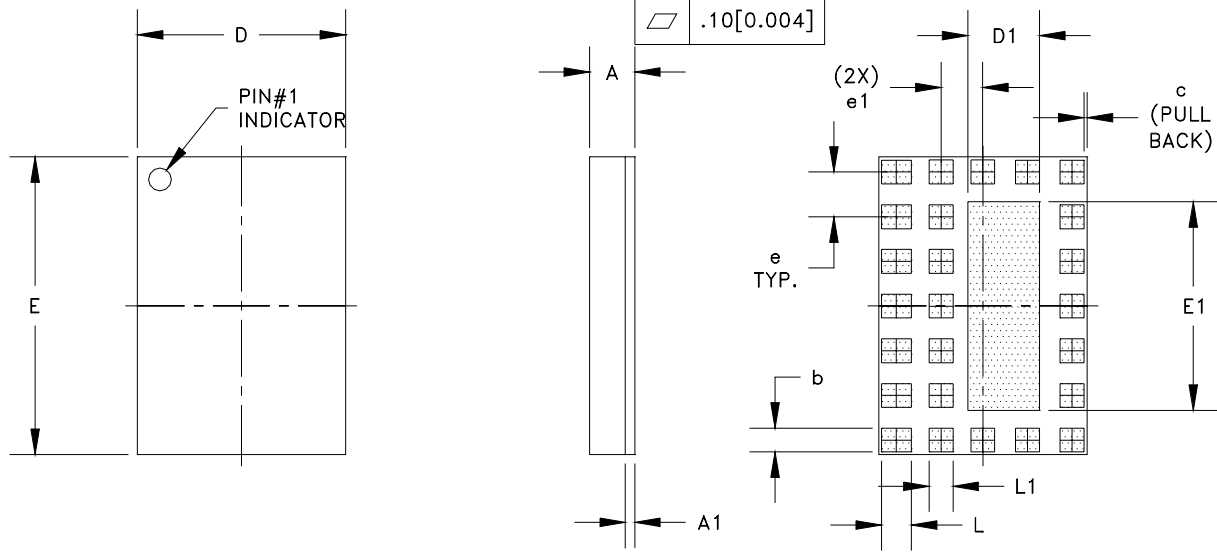 .10[0.004]
D
A
D1
(2X)
e1
c
(PULL
BACK)
PIN#1
INDICATOR
e
TYP.
E
E1
b
L1
A1
L